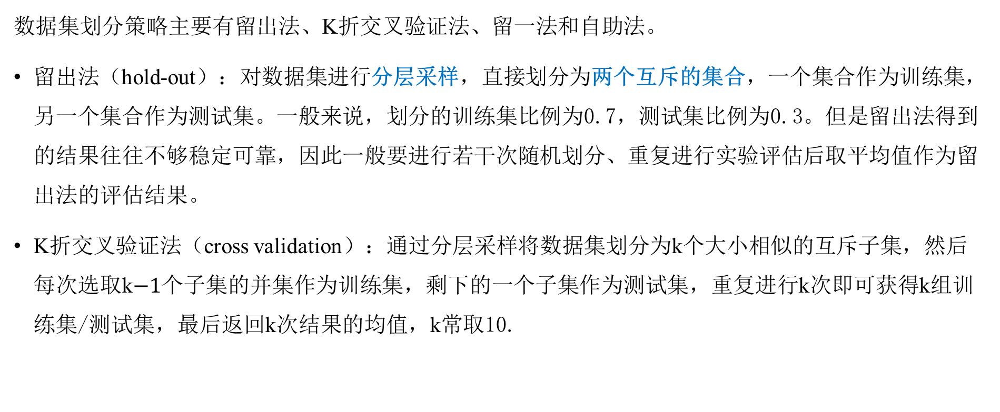 数据集划分策略主要有留出法、K折交叉验证法、留一法和自助法。
• 留出法（hold-out）：对数据集进行分层采样，直接划分为两个互斥的集合，一个集合作为训练集，
另一个集合作为测试集。一般来说，划分的训练集比例为0.7，测试集比例为0.3。但是留出法得到
的结果往往不够稳定可靠，因此一般要进行若干次随机划分、重复进行实验评估后取平均值作为留
出法的评估结果。
• K折交叉验证法（cross validation）：通过分层采样将数据集划分为k个大小相似的互斥子集，然后
每次选取k−1个子集的并集作为训练集，剩下的一个子集作为测试集，重复进行k次即可获得k组训
练集/测试集，最后返回k次结果的均值，k常取10.